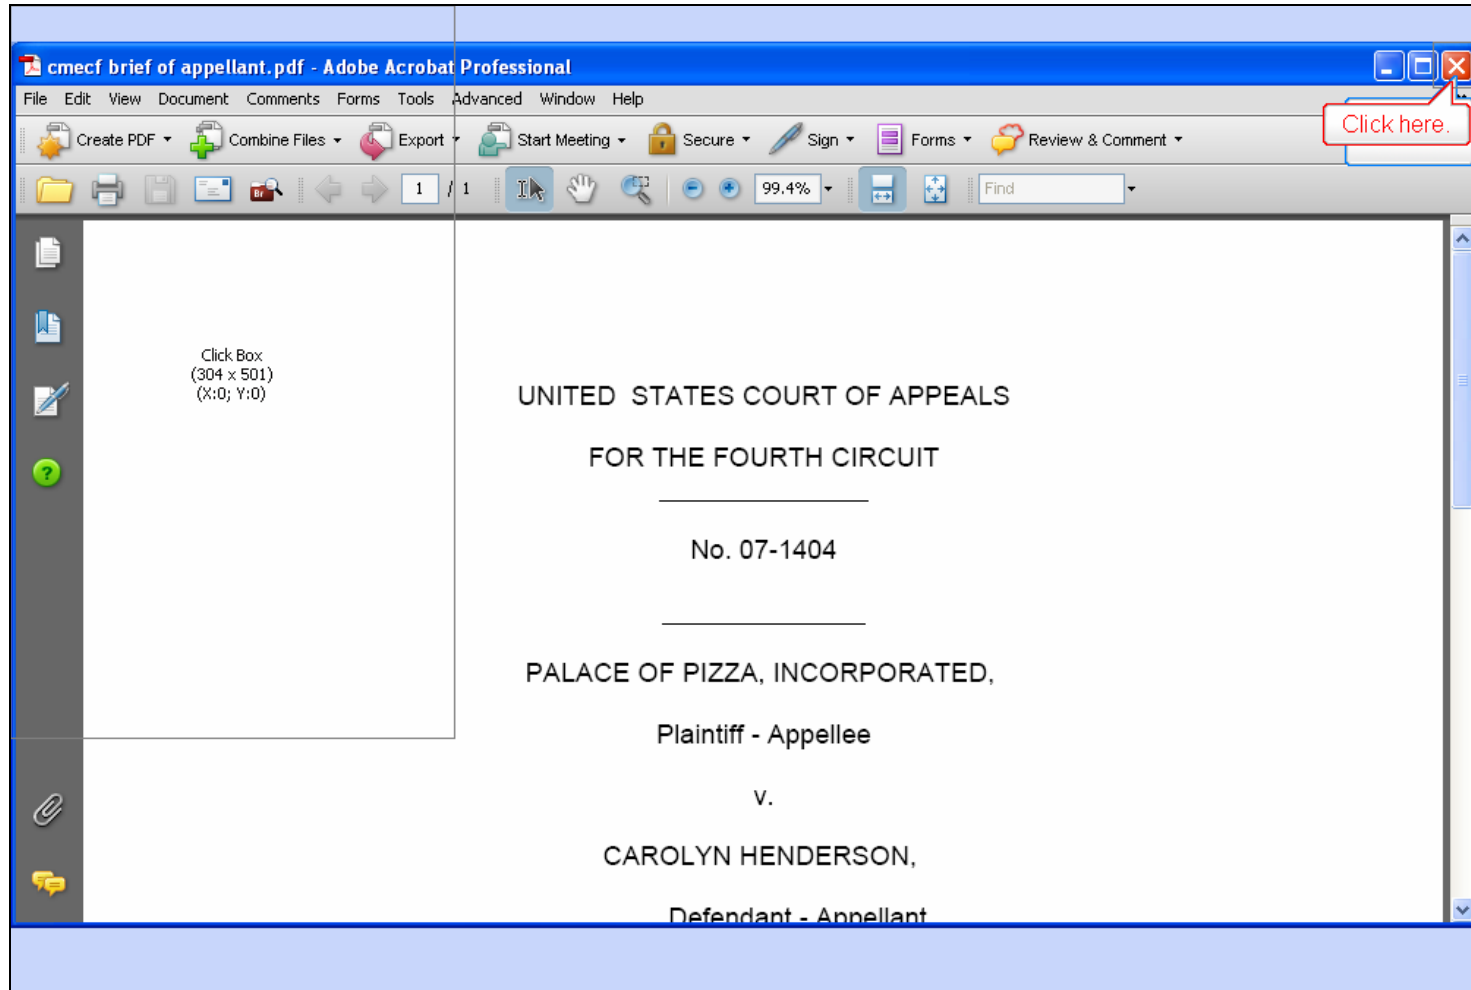 cmecf brief of appellant.pdf - Adobe Acrobat Professional
File Edit View Document Comments Forms Tools Advanced Window Help
Click here.
Create PDF Combine Files Export Start Meeting Secure Sign Forms Review & Comment
Br 1 / 1 99.4% Find
Click Box
(304 x 501)
(X:0; Y:0)
UNITED STATES COURT OF APPEALS
FOR THE FOURTH CIRCUIT
No. 07-1404
PALACE OF PIZZA, INCORPORATED,
Plaintiff - Appellee
v.
CAROLYN HENDERSON,
Defendant - Appellant